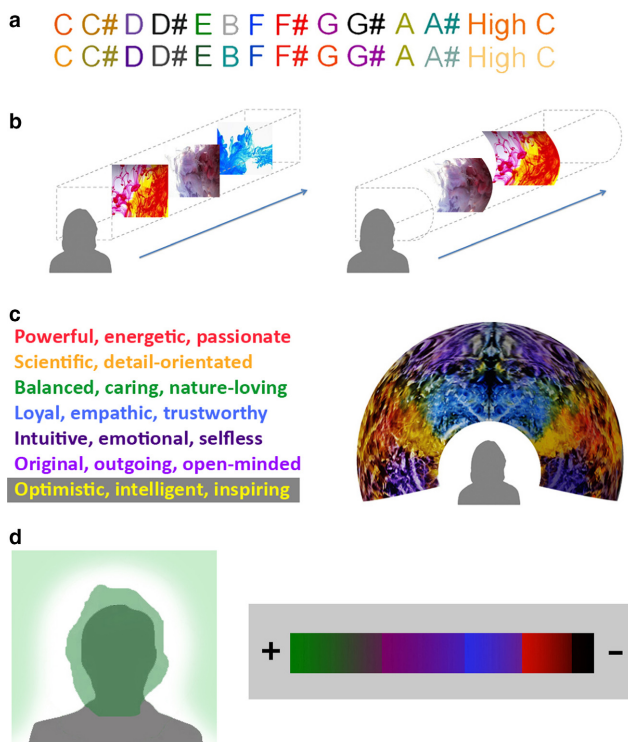 a
C C# D D# E B F F# G G# A A# High C
C C# D D# E B F F# G G# A A# High C
b
c
Powerful, energetic, passionate
Scientific, detail-orientated
Balanced, caring, nature-loving
Loyal, empathic, trustworthy
Intuitive, emotional, selfless
Original, outgoing, open-minded
Optimistic, intelligent, inspiring
d
+ –